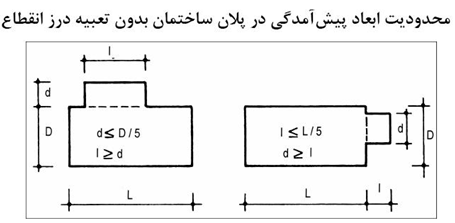 محدودیت ابعاد پیش‌آمدگی در پلان ساختمان بدون تعبیه درز انقطاع
l
d
D
d ≤ D/5
l ≥ d
L
l ≤ L/5
d ≥ l
d
D
L
l